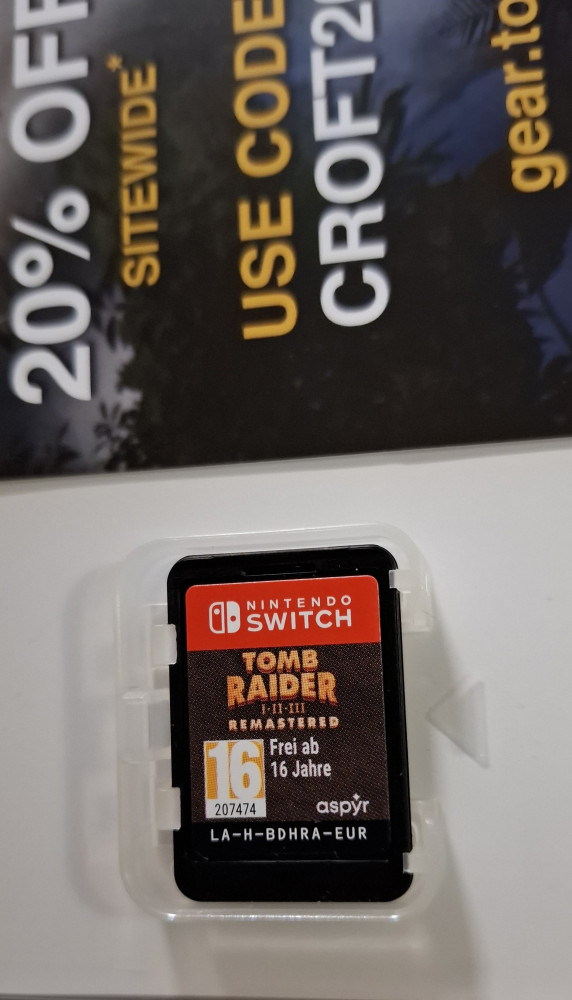 20% OFF
SITEWIDE*
USE CODE
gear.to
NINTENDO
SWITCH
TOMB
RAIDER
I·II·III
REMASTERED
16
207474
Frei ab
16 Jahre
aspyr
LA-H-BDHRA-EUR